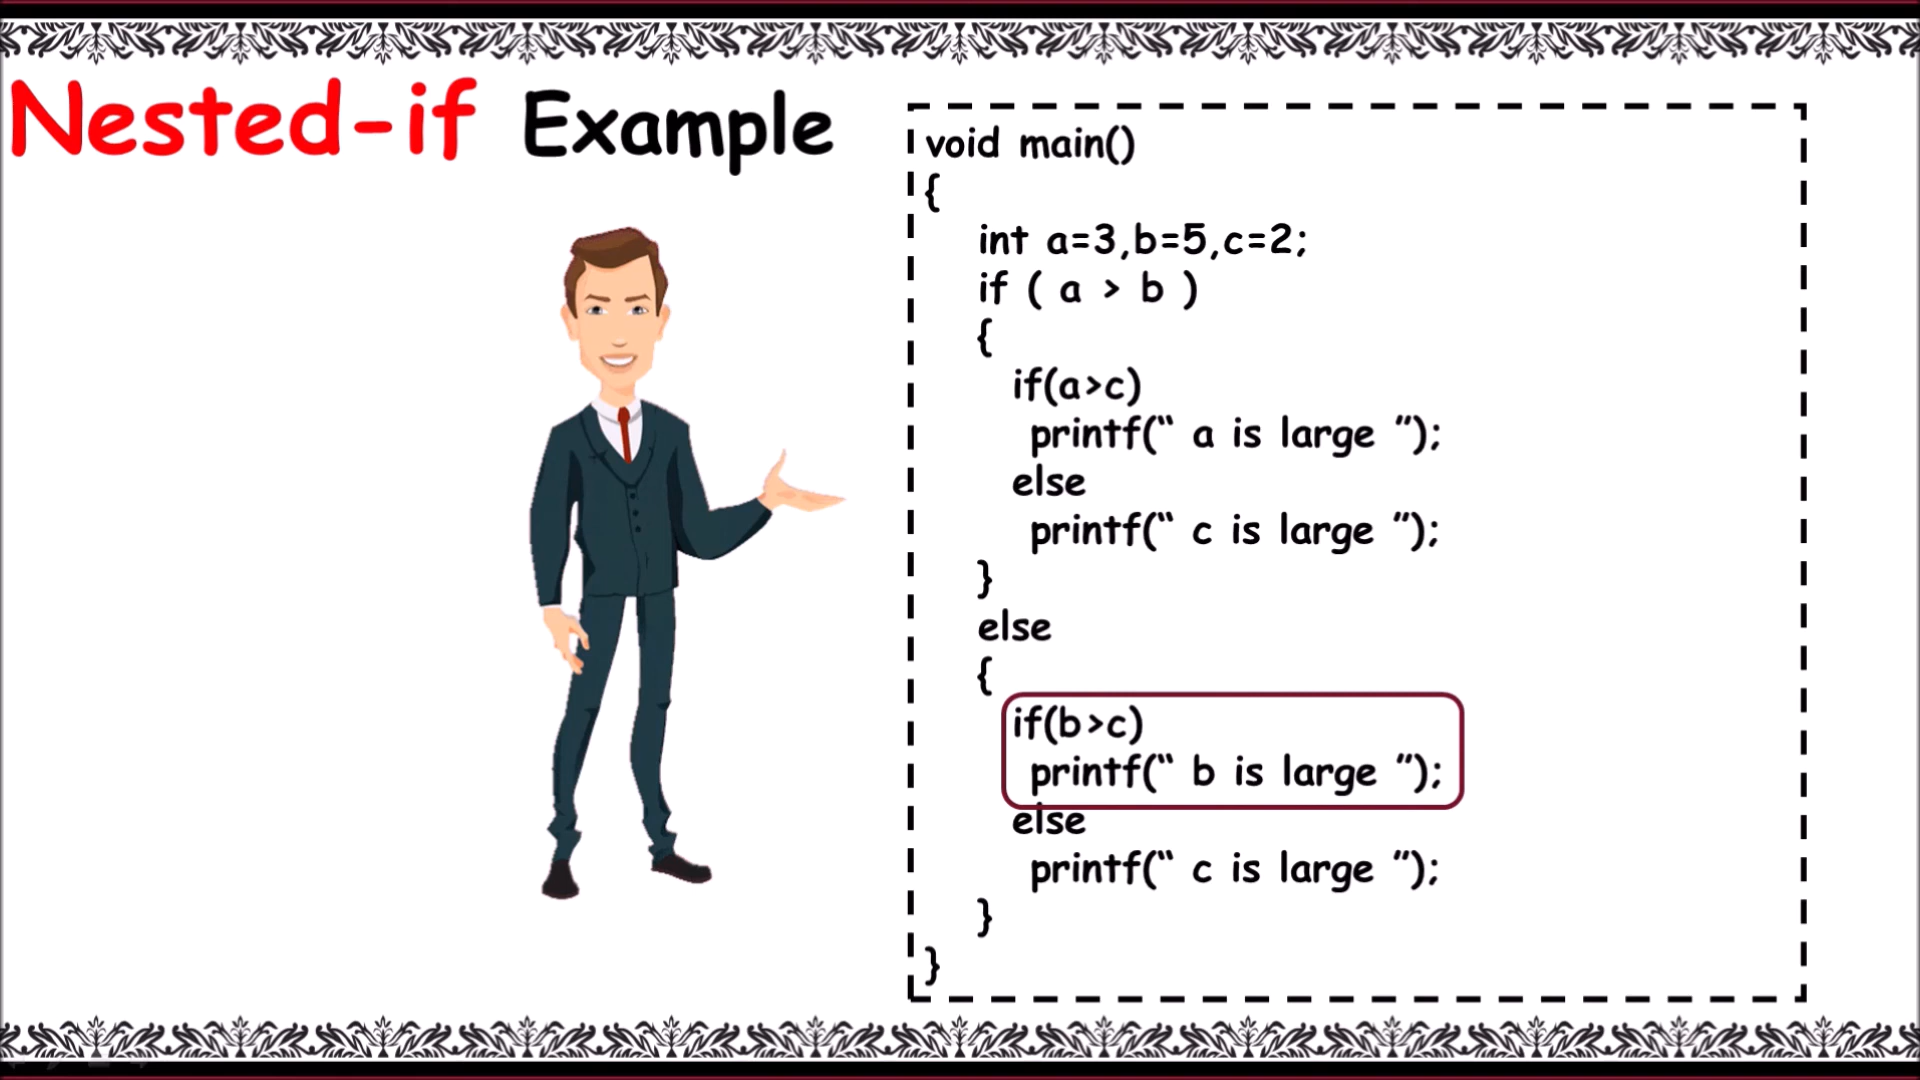 Nested-if Example
void main()
{
int a=3,b=5,c=2;
if ( a > b )
{
if(a>c)
printf(“ a is large ”);
else
printf(“ c is large ”);
}
else
{
if(b>c)
printf(“ b is large ”);
else
printf(“ c is large ”);
}
}